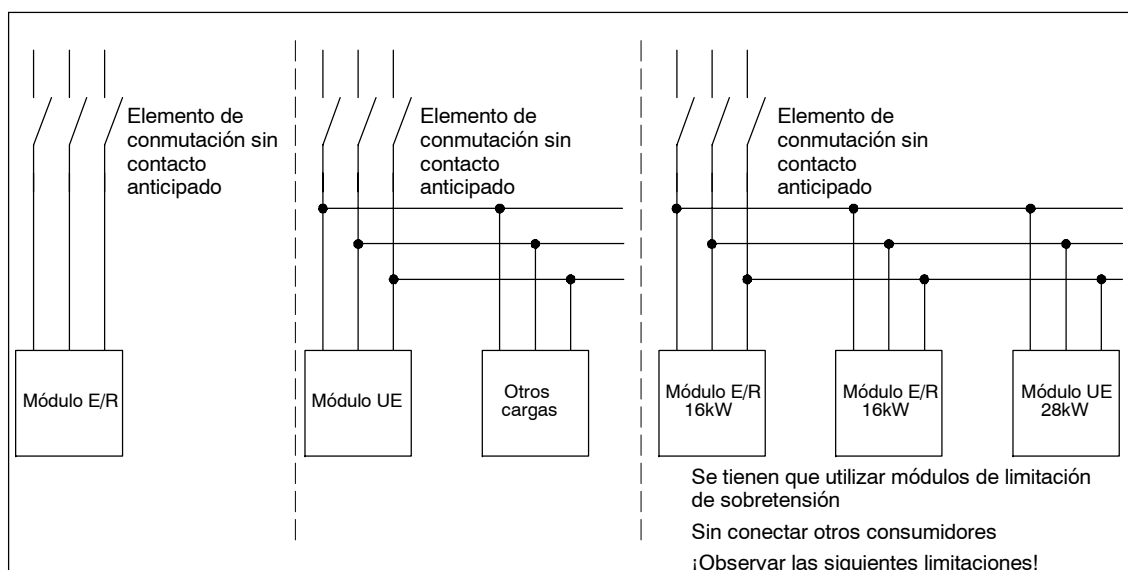 Elemento de
conmutación sin
contacto
anticipado
Elemento de
conmutación sin
contacto
anticipado
Elemento de
conmutación sin
contacto
anticipado
Módulo E/R
Módulo UE
Otros
cargas
Módulo E/R
16kW
Módulo E/R
16kW
Módulo UE
28kW
Se tienen que utilizar módulos de limitación
de sobretensión
Sin conectar otros consumidores
¡Observar las siguientes limitaciones!